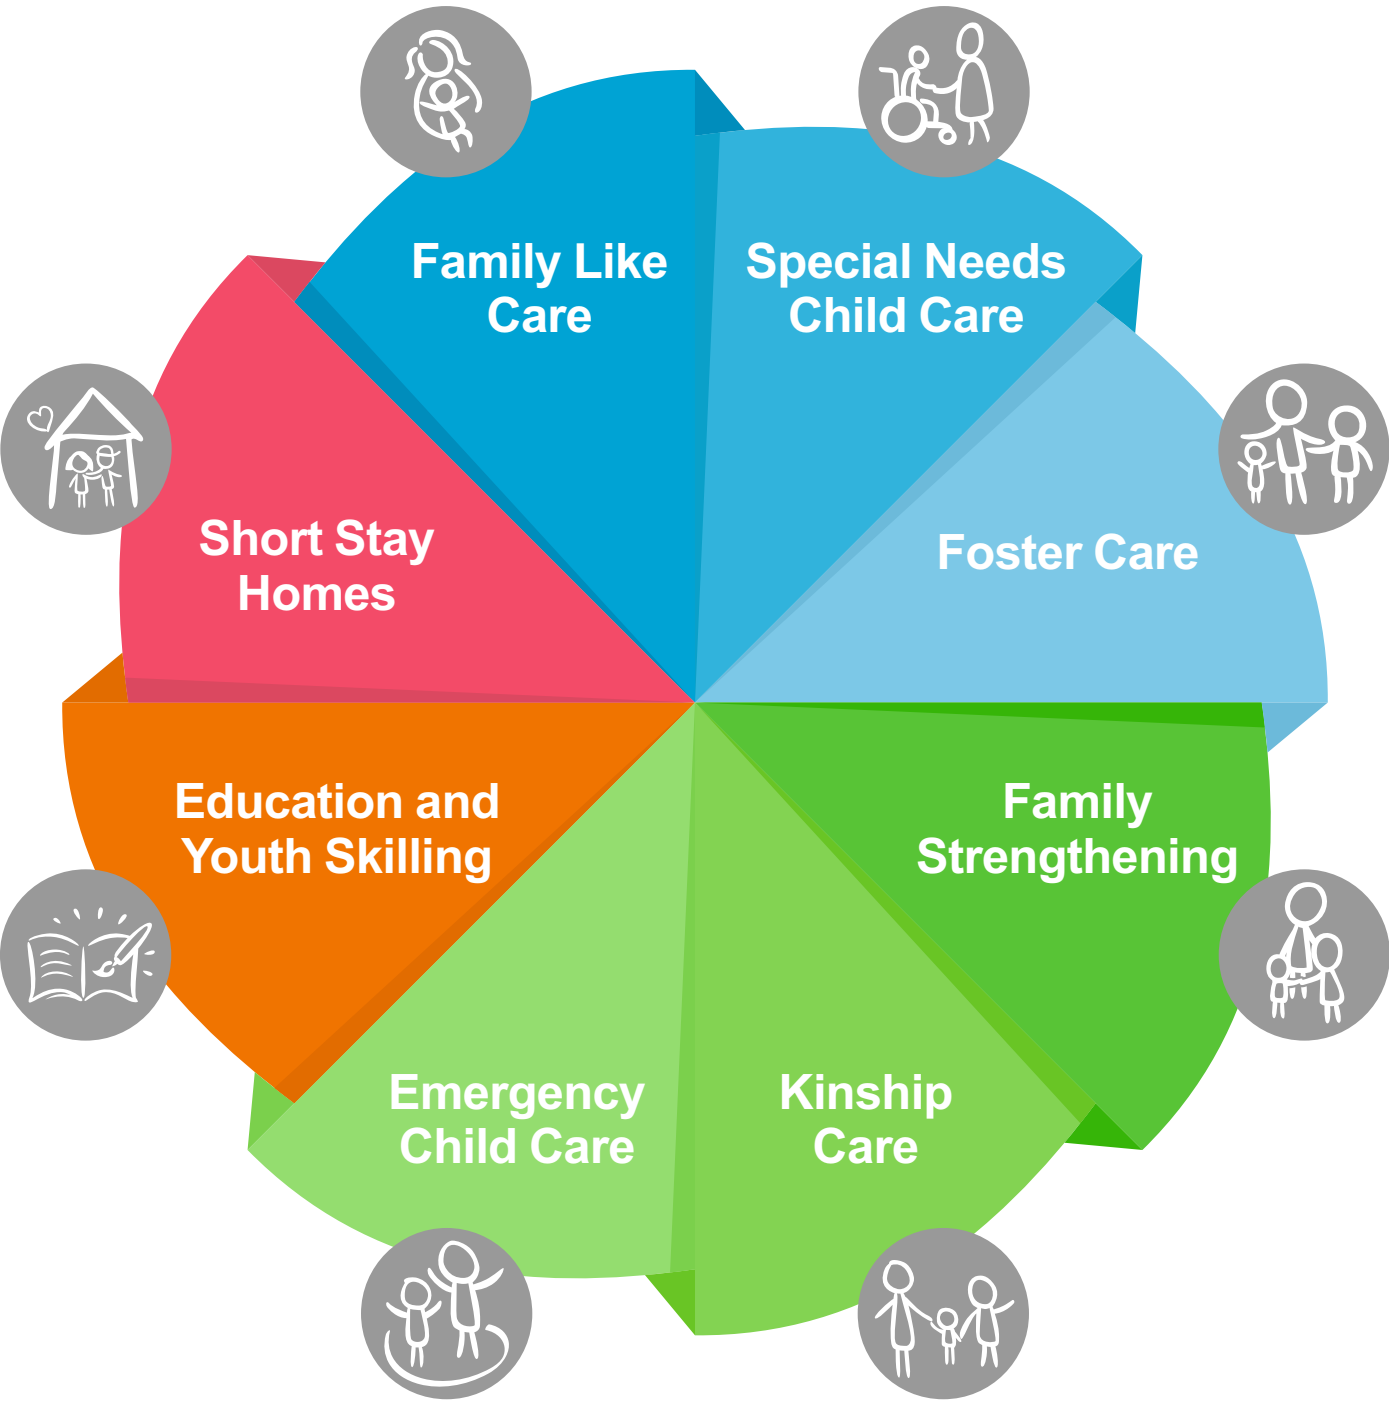 Family Like
Care
Special Needs
Child Care
Foster Care
Family
Strengthening
Kinship
Care
Emergency
Child Care
Education and
Youth Skilling
Short Stay
Homes